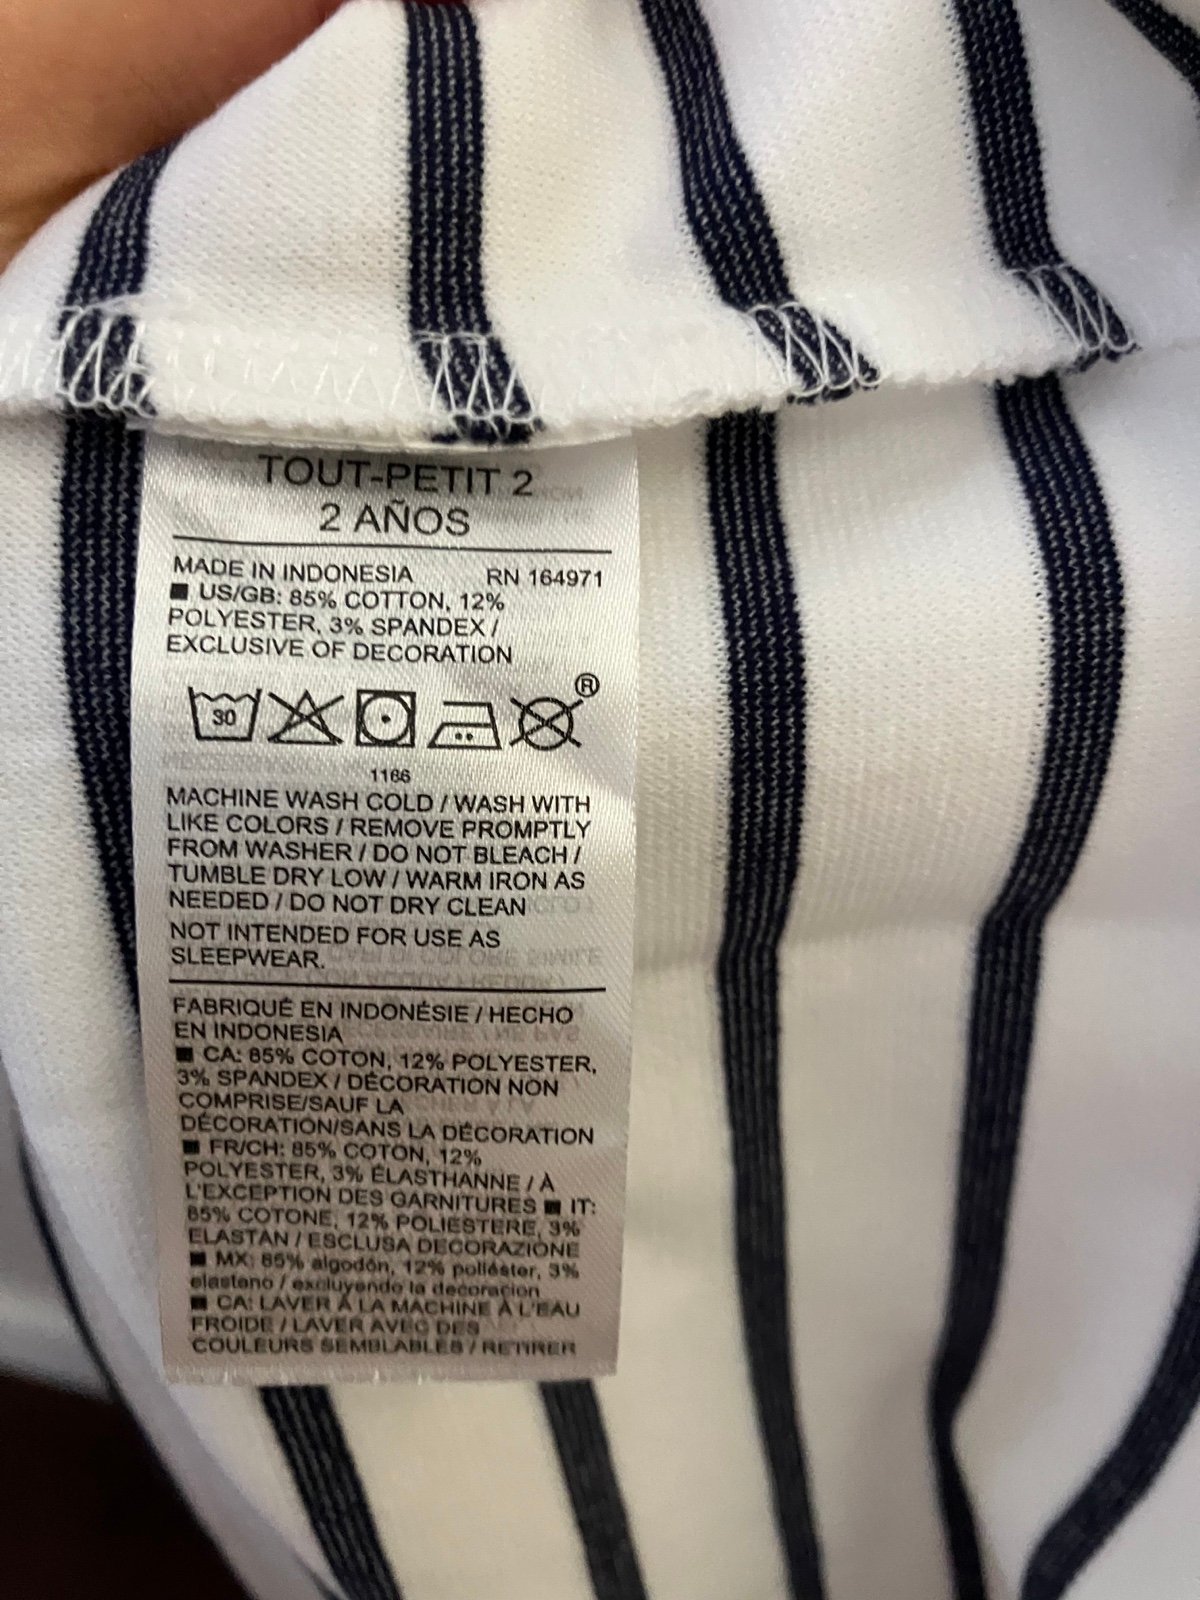 TOUT-PETIT 2
2 AÑOS
MADE IN INDONESIA RN 164971
■ US/GB: 85% COTTON, 12%
POLYESTER, 3% SPANDEX /
EXCLUSIVE OF DECORATION
30 ®
1166
MACHINE WASH COLD / WASH WITH
LIKE COLORS / REMOVE PROMPTLY
FROM WASHER / DO NOT BLEACH /
TUMBLE DRY LOW / WARM IRON AS
NEEDED / DO NOT DRY CLEAN
NOT INTENDED FOR USE AS
SLEEPWEAR.
FABRIQUÉ EN INDONÉSIE / HECHO
EN INDONESIA
■ CA: 85% COTON, 12% POLYESTER,
3% SPANDEX / DÉCORATION NON
COMPRISE/SAUF LA
DÉCORATION/SANS LA DÉCORATION
■ FR/CH: 85% COTON, 12%
POLYESTER, 3% ÉLASTHANNE / À
L'EXCEPTION DES GARNITURES ■ IT:
85% COTONE, 12% POLIESTERE, 3%
ELASTAN / ESCLUSA DECORAZIONE
■ MX: 85% algodón, 12% poliéster, 3%
elasteno / excluyendo la decoracion
■ CA: LAVER À LA MACHINE À L'EAU
FROIDE / LAVER AVEC DES
COULEURS SEMBLABLES / RETIRER